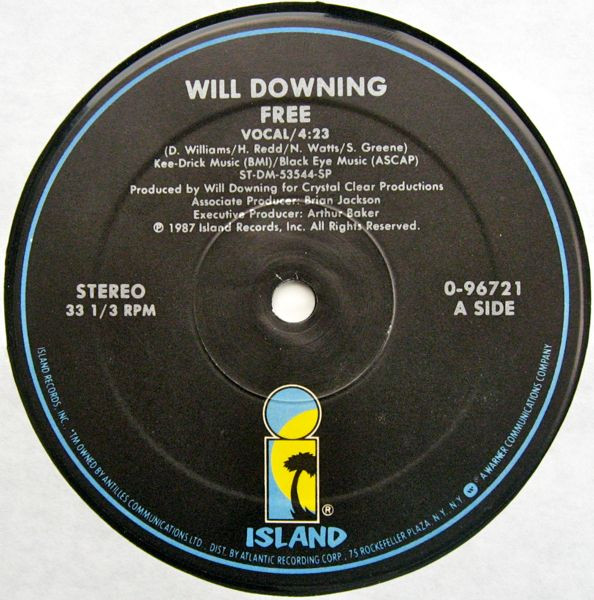 WILL DOWNING
FREE
VOCAL/4:23
(D. Williams/H. Redd/N. Watts/S. Greene)
Kee-Drick Music (BMI)/Black Eye Music (ASCAP)
ST-DM-53544-SP
Produced by Will Downing for Crystal Clear Productions
Associate Producer: Brian Jackson
Executive Producer: Arthur Baker
℗ 1987 Island Records, Inc. All Rights Reserved.
STEREO
33 1/3 RPM
0-96721
A SIDE
®
ISLAND
ISLAND RECORDS, INC. *TM OWNED BY ANTILLES COMMUNICATIONS LTD . DIST. BY ATLANTIC RECORDING CORP . 75 ROCKEFELLER PLAZA, N.Y. N.Y. A WARNER COMMUNICATIONS COMPANY